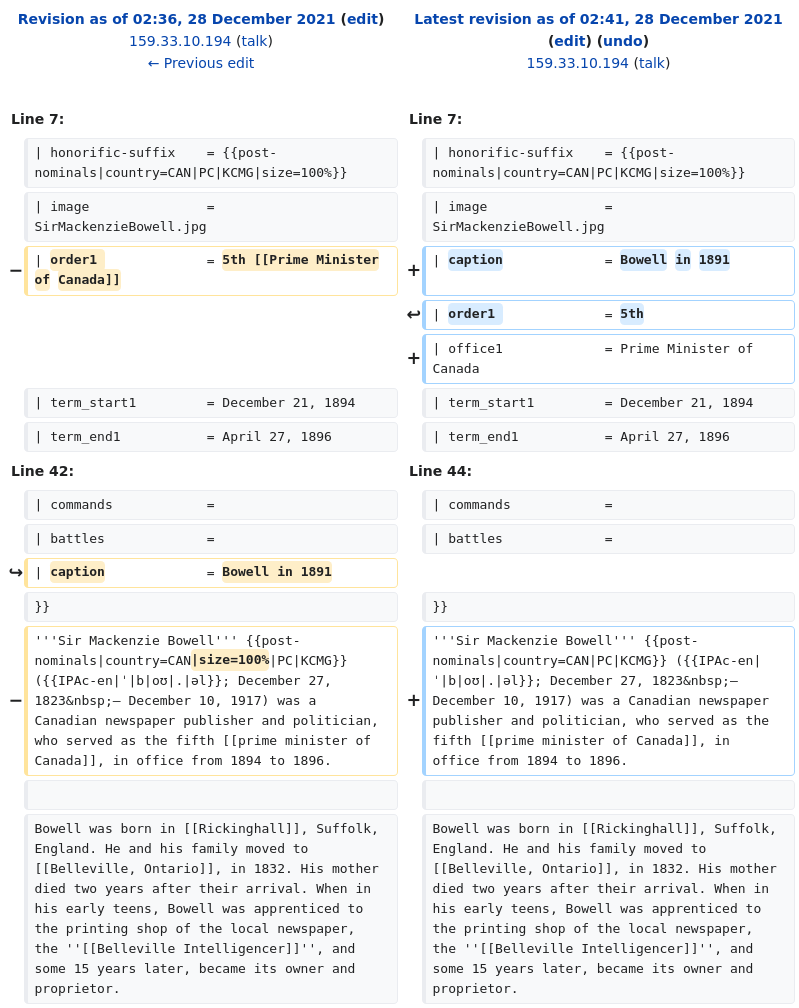 Revision as of 02:36, 28 December 2021 (edit)
159.33.10.194 (talk)
← Previous edit
Latest revision as of 02:41, 28 December 2021
(edit) (undo)
159.33.10.194 (talk)
Line 7:
Line 7:
| honorific-suffix    = {{post-
nominals|country=CAN|PC|KCMG|size=100%}}
| honorific-suffix    = {{post-
nominals|country=CAN|PC|KCMG|size=100%}}
| image               =
SirMackenzieBowell.jpg
| image               =
SirMackenzieBowell.jpg
−
| order1              = 5th [[Prime Minister
of Canada]]
+
| caption             = Bowell in 1891
↩
| order1              = 5th
+
| office1             = Prime Minister of
Canada
| term_start1         = December 21, 1894
| term_start1         = December 21, 1894
| term_end1           = April 27, 1896
| term_end1           = April 27, 1896
Line 42:
Line 44:
| commands            =
| commands            =
| battles             =
| battles             =
↪
| caption             = Bowell in 1891
}}
}}
−
'''Sir Mackenzie Bowell''' {{post-
nominals|country=CAN|size=100%|PC|KCMG}}
({{IPAc-en|ˈ|b|oʊ|.|əl}}; December 27,
1823&nbsp;– December 10, 1917) was a
Canadian newspaper publisher and politician,
who served as the fifth [[prime minister of
Canada]], in office from 1894 to 1896.
+
'''Sir Mackenzie Bowell''' {{post-
nominals|country=CAN|PC|KCMG}} ({{IPAc-en|
ˈ|b|oʊ|.|əl}}; December 27, 1823&nbsp;–
December 10, 1917) was a Canadian newspaper
publisher and politician, who served as the
fifth [[prime minister of Canada]], in
office from 1894 to 1896.
Bowell was born in [[Rickinghall]], Suffolk,
England. He and his family moved to
[[Belleville, Ontario]], in 1832. His mother
died two years after their arrival. When in
his early teens, Bowell was apprenticed to
the printing shop of the local newspaper,
the ''[[Belleville Intelligencer]]'', and
some 15 years later, became its owner and
proprietor.
Bowell was born in [[Rickinghall]], Suffolk,
England. He and his family moved to
[[Belleville, Ontario]], in 1832. His mother
died two years after their arrival. When in
his early teens, Bowell was apprenticed to
the printing shop of the local newspaper,
the ''[[Belleville Intelligencer]]'', and
some 15 years later, became its owner and
proprietor.